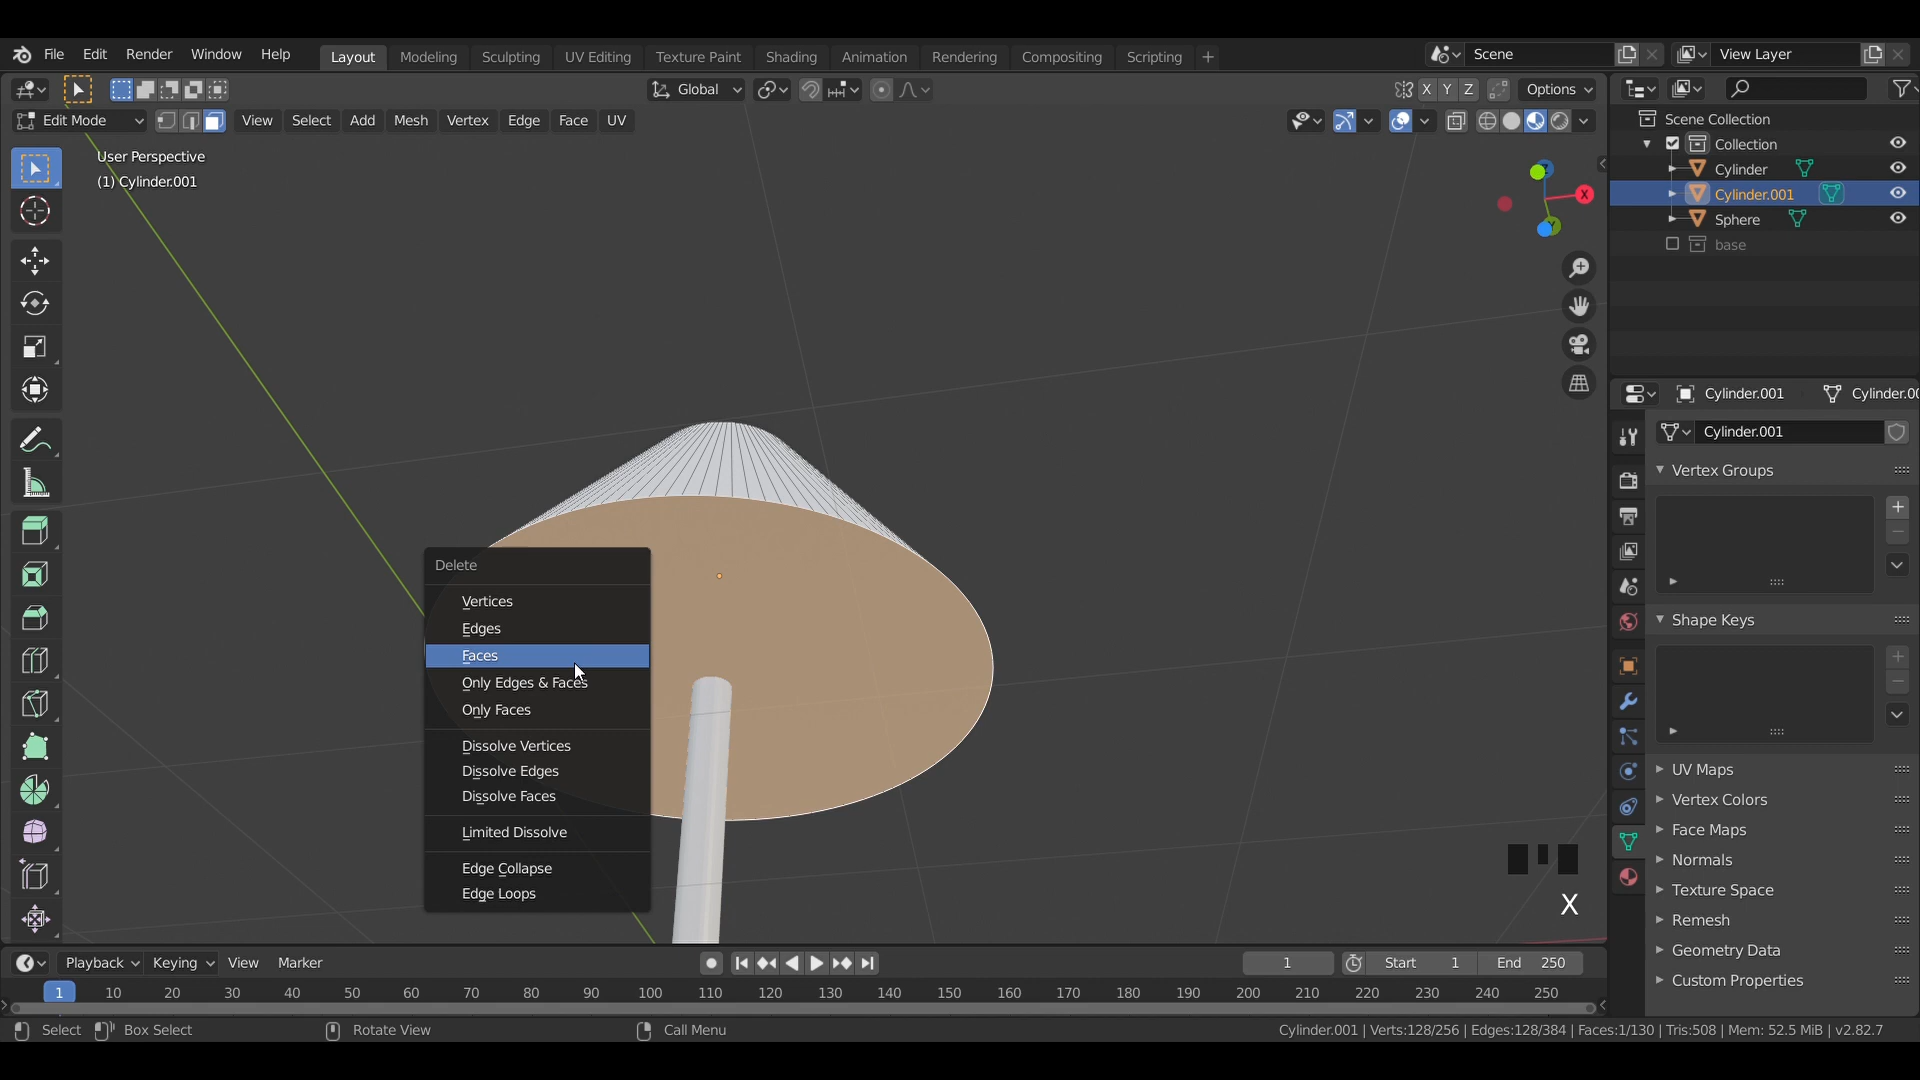 File Edit Render Window Help Layout Modeling Sculpting UV Editing Texture Paint Shading Animation Rendering Compositing Scripting + Scene View Layer
Global X Y Z Options
Edit Mode View Select Add Mesh Vertex Edge Face UV
User Perspective
(1) Cylinder.001
X
Y
Scene Collection
Collection
Cylinder
Cylinder.001
Sphere
base
Cylinder.001 Cylinder.00
Cylinder.001
Vertex Groups
Shape Keys
UV Maps
Vertex Colors
Face Maps
Normals
Texture Space
Remesh
Geometry Data
Custom Properties
Delete
Vertices
Edges
Faces
Only Edges & Faces
Only Faces
Dissolve Vertices
Dissolve Edges
Dissolve Faces
Limited Dissolve
Edge Collapse
Edge Loops
X
Playback Keying View Marker 1 Start 1 End 250
1 10 20 30 40 50 60 70 80 90 100 110 120 130 140 150 160 170 180 190 200 210 220 230 240 250
Select Box Select Rotate View Call Menu Cylinder.001 | Verts:128/256 | Edges:128/384 | Faces:1/130 | Tris:508 | Mem: 52.5 MiB | v2.82.7